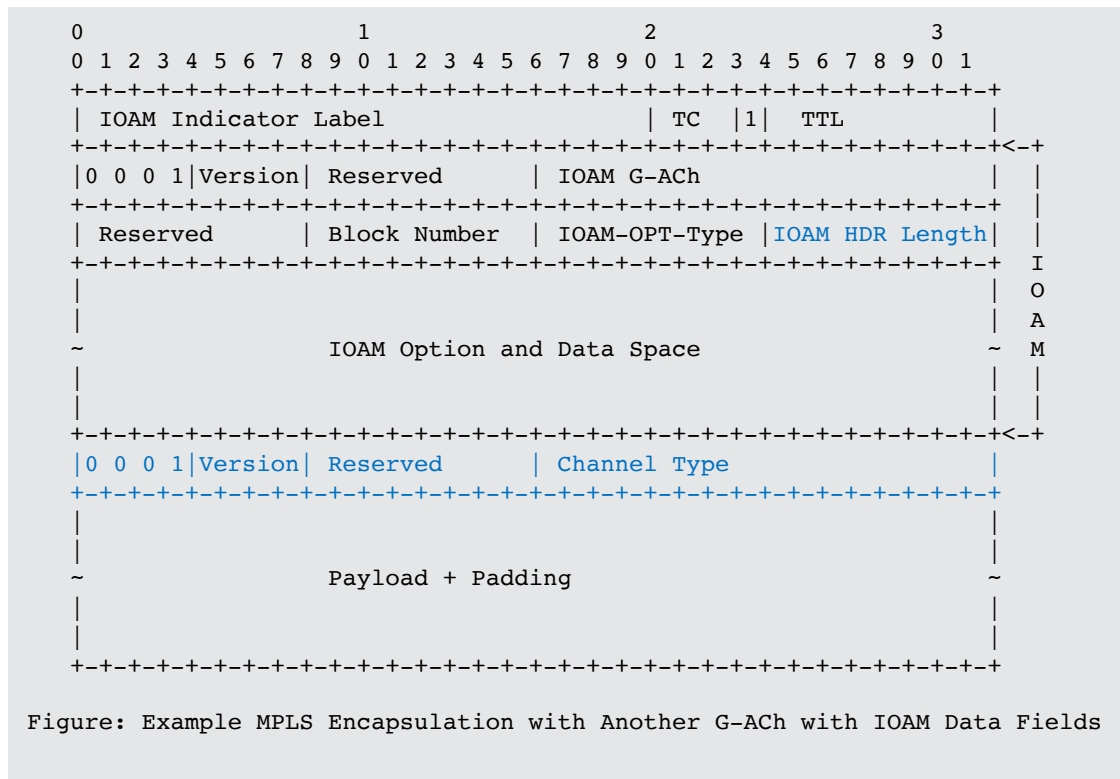 0                   1                   2                   3
0 1 2 3 4 5 6 7 8 9 0 1 2 3 4 5 6 7 8 9 0 1 2 3 4 5 6 7 8 9 0 1
+-+-+-+-+-+-+-+-+-+-+-+-+-+-+-+-+-+-+-+-+-+-+-+-+-+-+-+-+-+-+-+-+
| IOAM Indicator Label                  | TC  |1|  TTL          |
+-+-+-+-+-+-+-+-+-+-+-+-+-+-+-+-+-+-+-+-+-+-+-+-+-+-+-+-+-+-+-+-+<-+
|0 0 0 1|Version| Reserved      | IOAM G-ACh                    |  |
+-+-+-+-+-+-+-+-+-+-+-+-+-+-+-+-+-+-+-+-+-+-+-+-+-+-+-+-+-+-+-+-+  |
| Reserved      | Block Number  | IOAM-OPT-Type |IOAM HDR Length|  |
+-+-+-+-+-+-+-+-+-+-+-+-+-+-+-+-+-+-+-+-+-+-+-+-+-+-+-+-+-+-+-+-+  I
|                                                               |  O
|                                                               |  A
~                 IOAM Option and Data Space                    ~  M
|                                                               |  |
|                                                               |  |
+-+-+-+-+-+-+-+-+-+-+-+-+-+-+-+-+-+-+-+-+-+-+-+-+-+-+-+-+-+-+-+-+<-+
|0 0 0 1|Version| Reserved      | Channel Type                  |
+-+-+-+-+-+-+-+-+-+-+-+-+-+-+-+-+-+-+-+-+-+-+-+-+-+-+-+-+-+-+-+-+
|                                                               |
|                                                               |
~                 Payload + Padding                             ~
|                                                               |
|                                                               |
+-+-+-+-+-+-+-+-+-+-+-+-+-+-+-+-+-+-+-+-+-+-+-+-+-+-+-+-+-+-+-+-+
Figure: Example MPLS Encapsulation with Another G-ACh with IOAM Data Fields